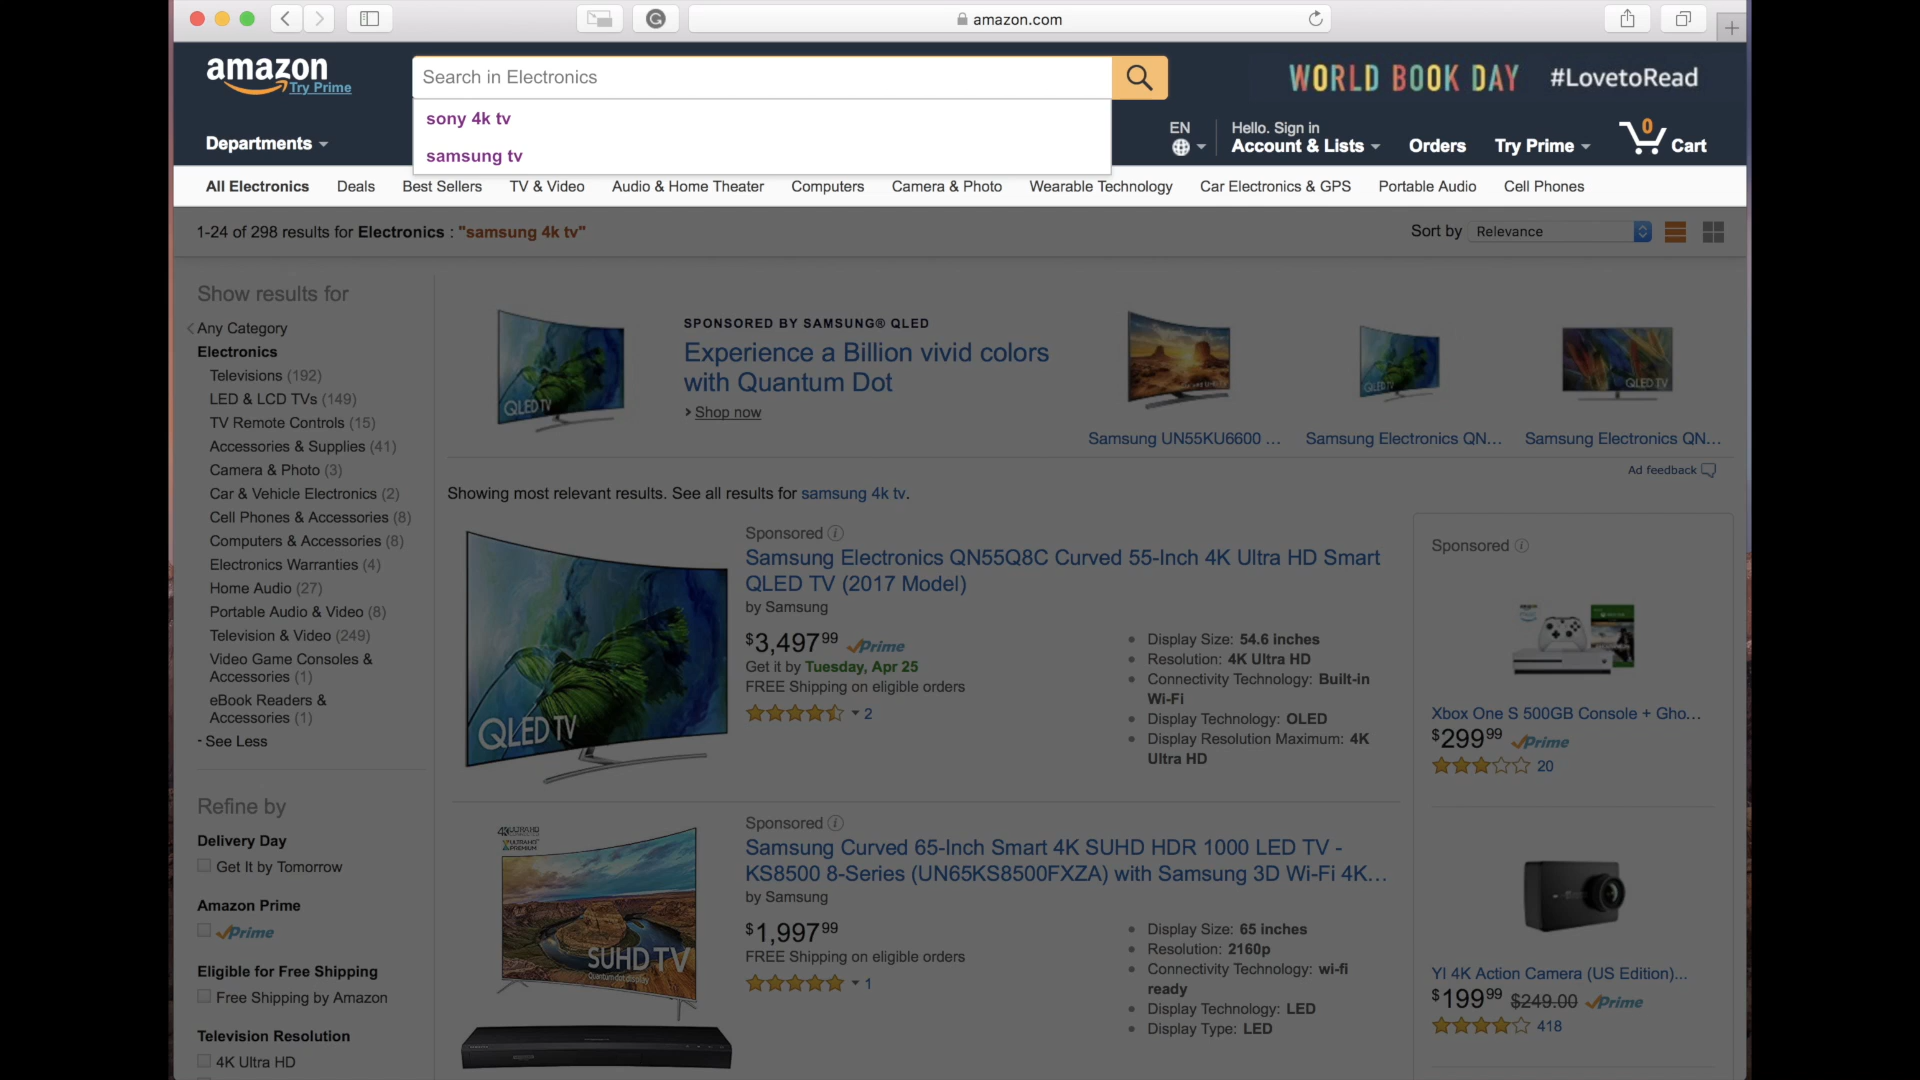 amazon.com
amazon
Try Prime
Search in Electronics
WORLD BOOK DAY #LovetoRead
sony 4k tv
samsung tv
Departments
EN
Hello. Sign in
Account & Lists
Orders
Try Prime
0
Cart
All Electronics
Deals
Best Sellers
TV & Video
Audio & Home Theater
Computers
Camera & Photo
Wearable Technology
Car Electronics & GPS
Portable Audio
Cell Phones
1-24 of 298 results for Electronics : "samsung 4k tv"
Sort by Relevance
Show results for
Any Category
Electronics
Televisions (192)
LED & LCD TVs (149)
TV Remote Controls (15)
Accessories & Supplies (41)
Camera & Photo (3)
Car & Vehicle Electronics (2)
Cell Phones & Accessories (8)
Computers & Accessories (8)
Electronics Warranties (4)
Home Audio (27)
Portable Audio & Video (8)
Television & Video (249)
Video Game Consoles &
Accessories (1)
eBook Readers &
Accessories (1)
- See Less
Refine by
Delivery Day
Get It by Tomorrow
Amazon Prime
Prime
Eligible for Free Shipping
Free Shipping by Amazon
Television Resolution
4K Ultra HD
QLED TV
SPONSORED BY SAMSUNG® QLED
Experience a Billion vivid colors
with Quantum Dot
Shop now
Samsung UN55KU6600 ...
QLED TV
Samsung Electronics QN...
QLED TV
Samsung Electronics QN...
Ad feedback
Showing most relevant results. See all results for samsung 4k tv.
QLED TV
Sponsored
Samsung Electronics QN55Q8C Curved 55-Inch 4K Ultra HD Smart
QLED TV (2017 Model)
by Samsung
$3,497.99 Prime
Get it by Tuesday, Apr 25
FREE Shipping on eligible orders
2
Display Size: 54.6 inches
Resolution: 4K Ultra HD
Connectivity Technology: Built-in
Wi-Fi
Display Technology: OLED
Display Resolution Maximum: 4K
Ultra HD
SUHD TV
Quantum dot display
Sponsored
Samsung Curved 65-Inch Smart 4K SUHD HDR 1000 LED TV -
KS8500 8-Series (UN65KS8500FXZA) with Samsung 3D Wi-Fi 4K...
by Samsung
$1,997.99
FREE Shipping on eligible orders
1
Display Size: 65 inches
Resolution: 2160p
Connectivity Technology: wi-fi
ready
Display Technology: LED
Display Type: LED
Sponsored
Xbox One S 500GB Console + Gho...
$299.99 Prime
20
YI 4K Action Camera (US Edition)...
$199.99 $249.00 Prime
418